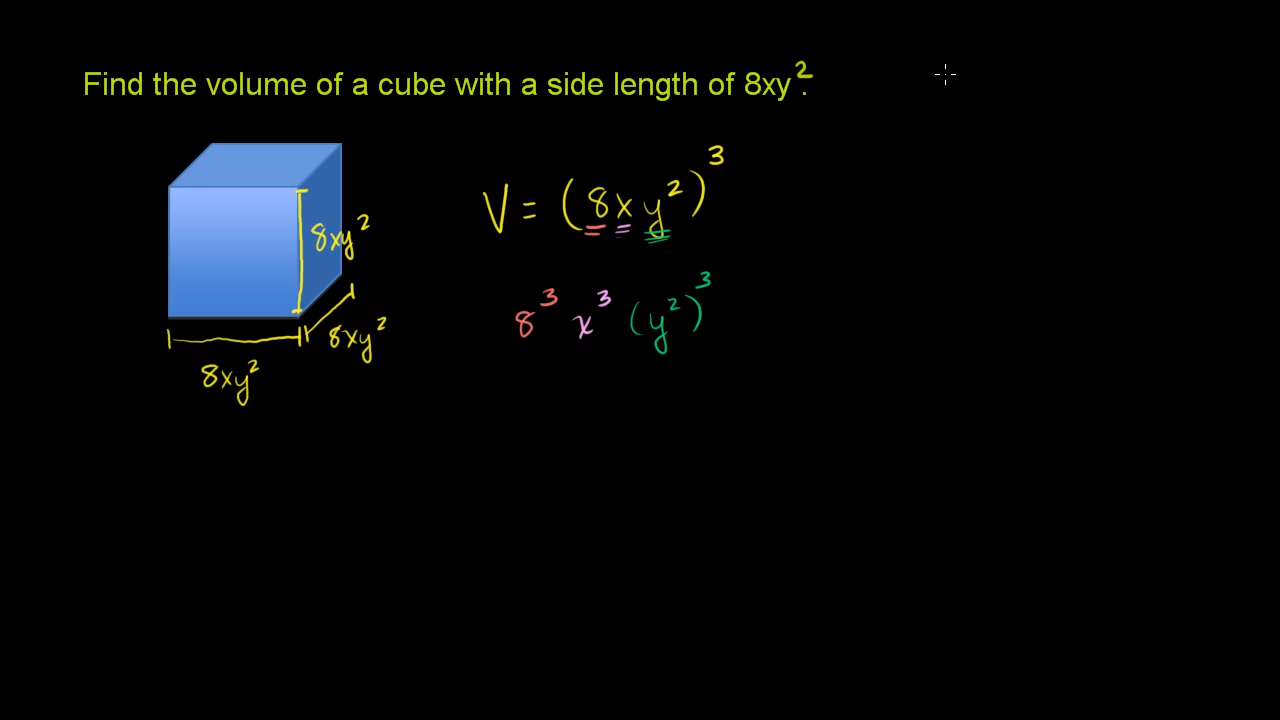 Find the volume of a cube with a side length of 8xy².
V = (8xy²)³
8xy²
8³ x³ (y²)³
8xy²
8xy²